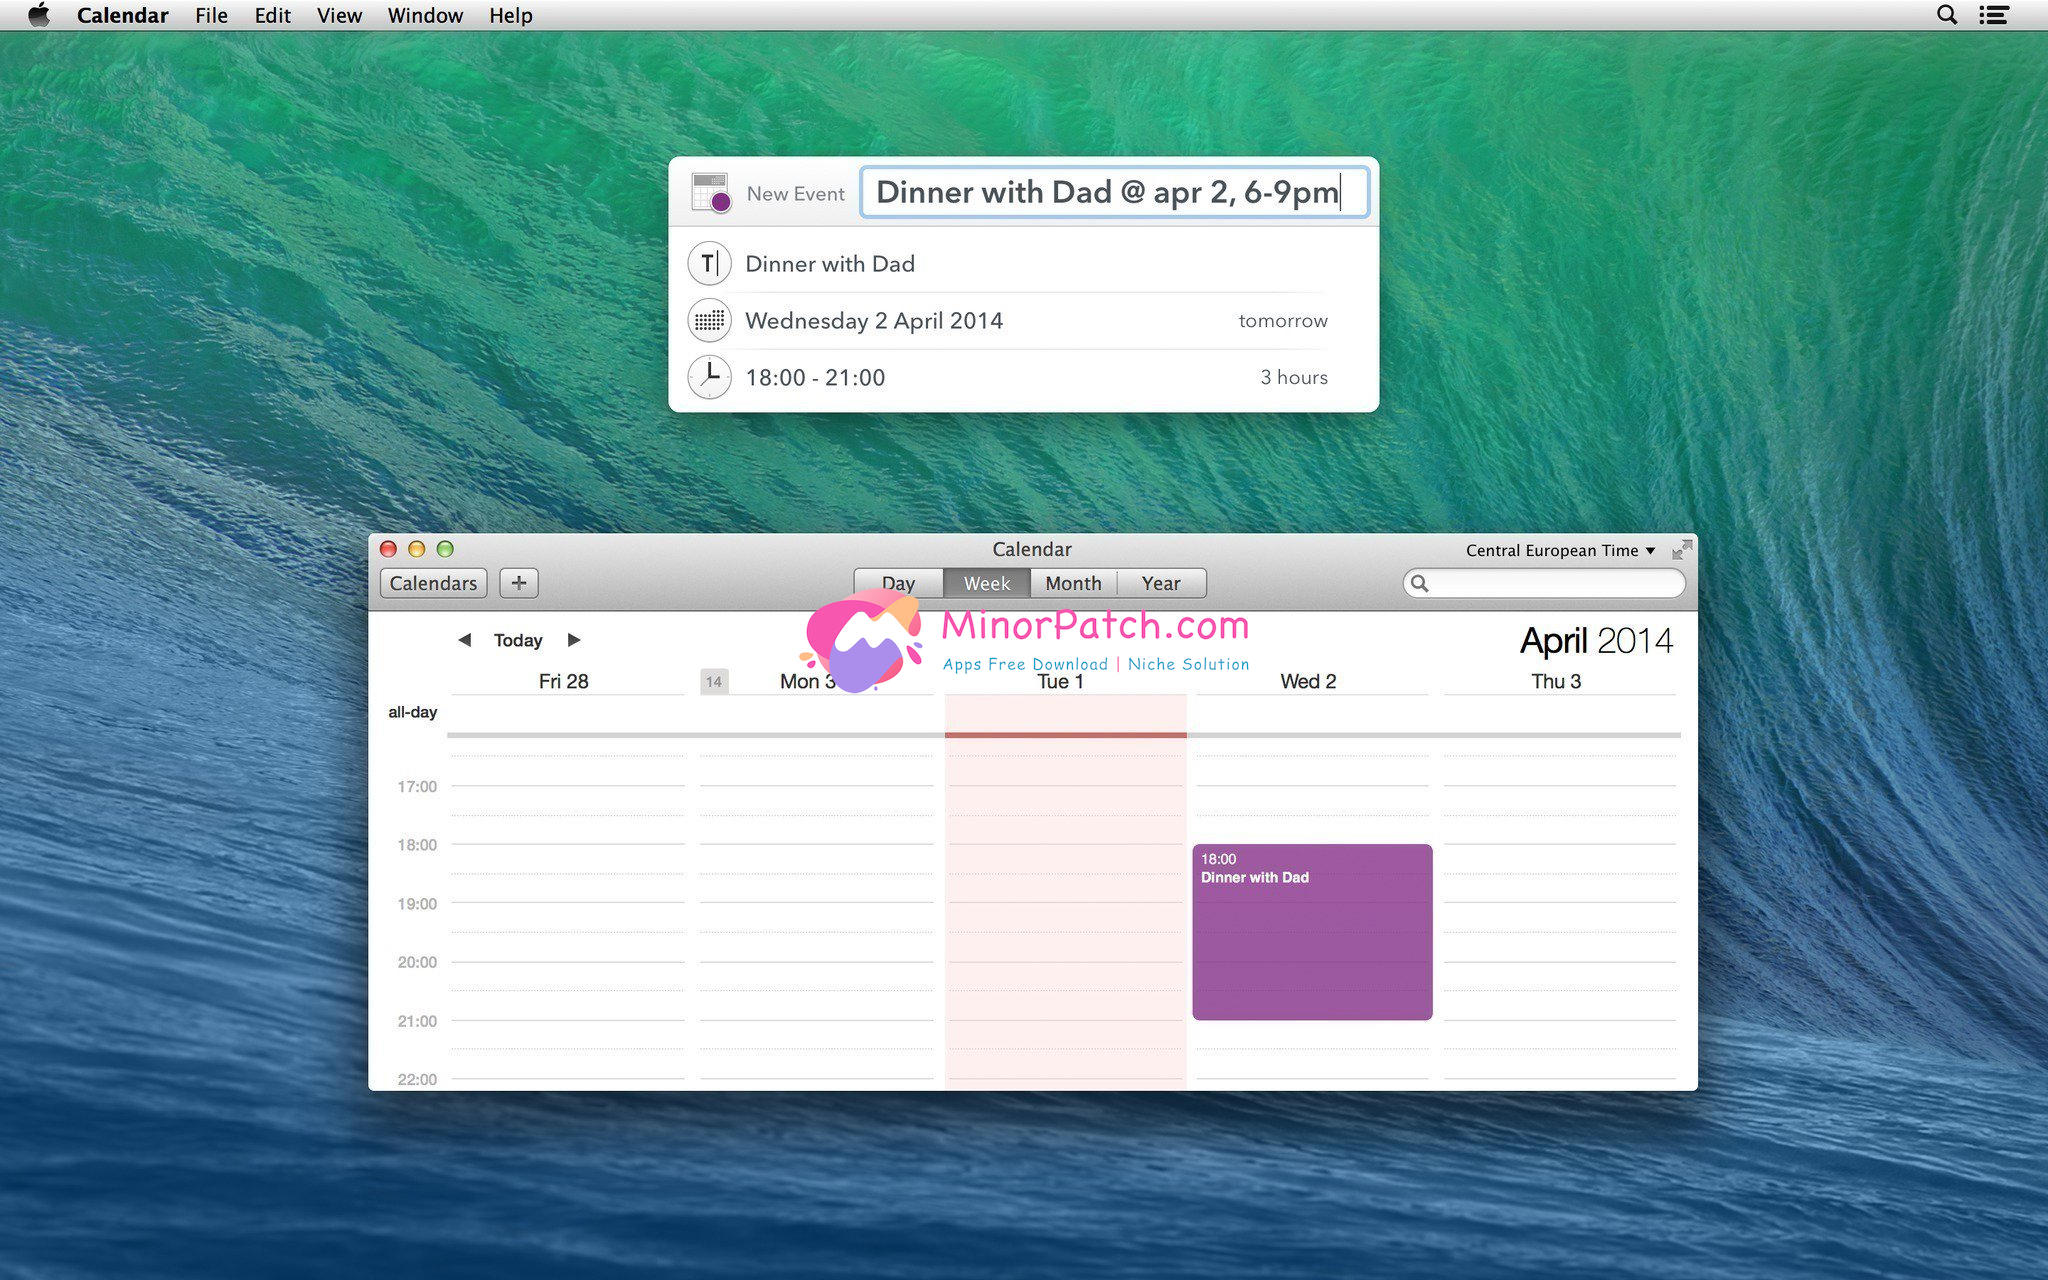 Calendar File Edit View Window Help
New Event Dinner with Dad @ apr 2, 6-9pm
T Dinner with Dad
Wednesday 2 April 2014 tomorrow
18:00 - 21:00 3 hours
Calendar Central European Time
Calendars + Day Week Month Year
MinorPatch.com
Apps Free Download | Niche Solution
Today April 2014
Fri 28 14 Mon 3 Tue 1 Wed 2 Thu 3
all-day
17:00
18:00
18:00
Dinner with Dad
19:00
20:00
21:00
22:00